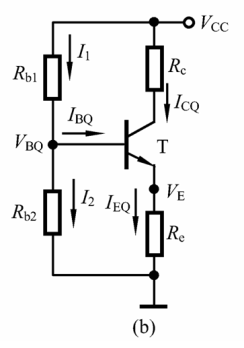 V_CC
I_1
R_b1
R_c
I_BQ
I_CQ
V_BQ
T
I_2
I_EQ
V_E
R_b2
R_e
(b)